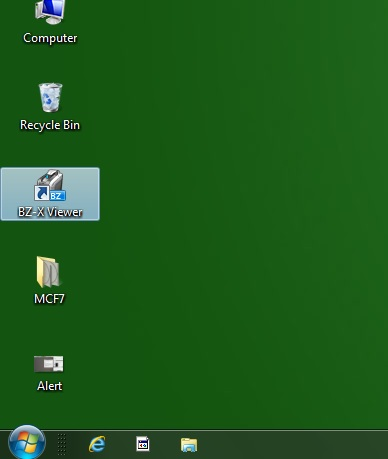 Computer
Recycle Bin
BZ
BZ-X Viewer
MCF7
Alert